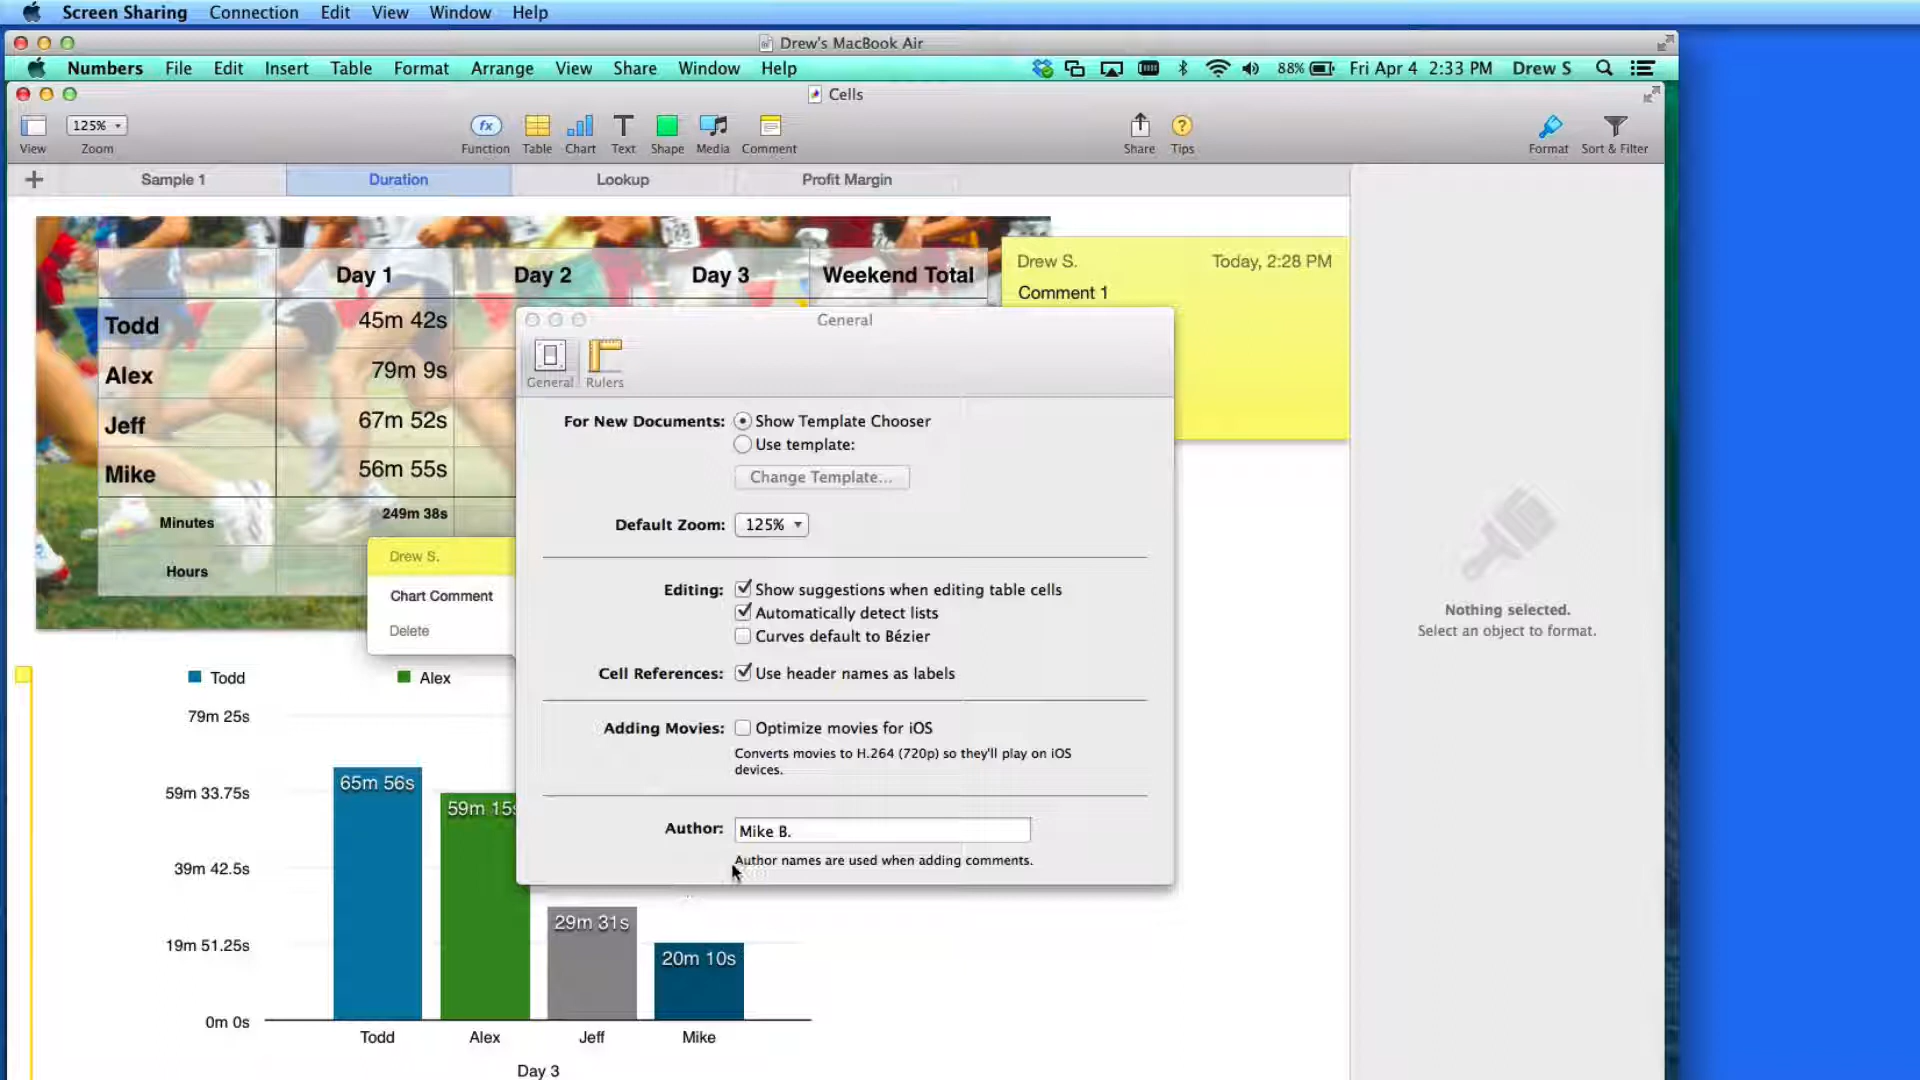 Screen Sharing Connection Edit View Window Help
Drew's MacBook Air
Numbers File Edit Insert Table Format Arrange View Share Window Help 88% Fri Apr 4 2:33 PM Drew S
Cells
125%
View Zoom Function Table Chart Text Shape Media Comment Share Tips Format Sort & Filter
Sample 1 Duration Lookup Profit Margin
Day 1 Day 2 Day 3 Weekend Total
Todd 45m 42s
Alex 79m 9s
Jeff 67m 52s
Mike 56m 55s
Minutes 249m 38s
Hours
Drew S. Today, 2:28 PM
Comment 1
Drew S.
Chart Comment
Delete
General
General Rulers
For New Documents: Show Template Chooser
Use template:
Change Template...
Default Zoom: 125%
Editing: Show suggestions when editing table cells
Automatically detect lists
Curves default to Bézier
Cell References: Use header names as labels
Adding Movies: Optimize movies for iOS
Converts movies to H.264 (720p) so they'll play on iOS
devices.
Author: Mike B.
Author names are used when adding comments.
Nothing selected.
Select an object to format.
Todd Alex
79m 25s
59m 33.75s
39m 42.5s
19m 51.25s
0m 0s
65m 56s
59m 15s
29m 31s
20m 10s
Todd Alex Jeff Mike
Day 3